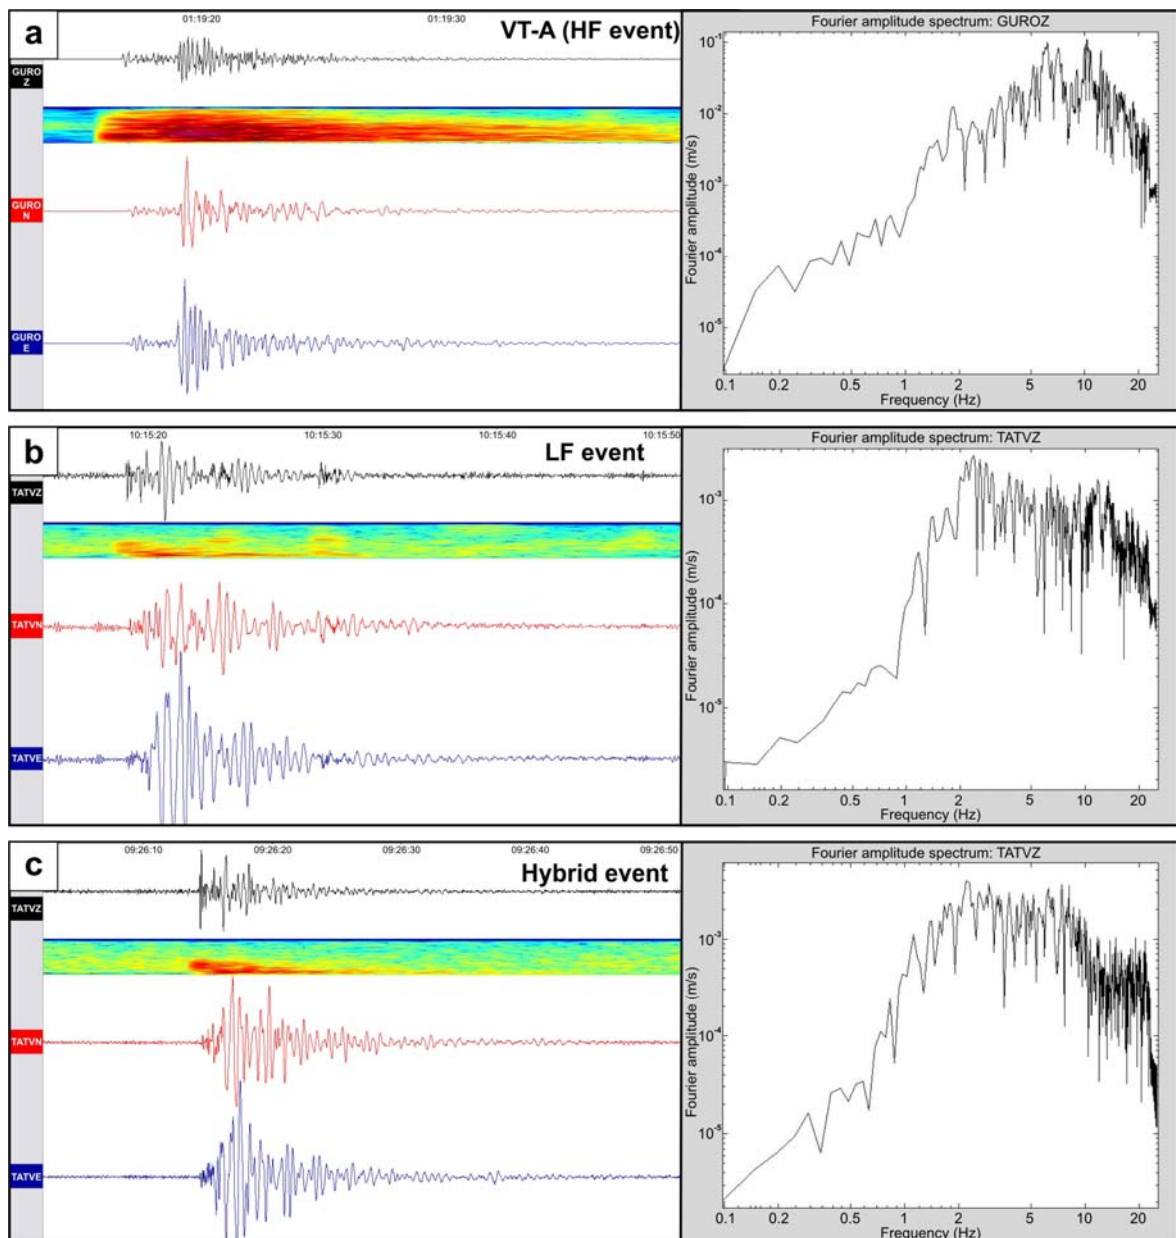 a
01:19:20 01:19:30
VT-A (HF event)
GURO
Z
GURO
N
GURO
E
Fourier amplitude spectrum: GUROZ
Fourier amplitude (m/s)
10-1
10-2
10-3
10-4
10-5
0.1 0.2 0.5 1 2 5 10 20
Frequency (Hz)
b
10:15:20 10:15:30 10:15:40 10:15:50
LF event
TATVZ
TATVN
TATVE
Fourier amplitude spectrum: TATVZ
Fourier amplitude (m/s)
10-3
10-4
10-5
0.1 0.2 0.5 1 2 5 10 20
Frequency (Hz)
c
09:26:10 09:26:20 09:26:30 09:26:40 09:26:50
Hybrid event
TATVZ
TATVN
TATVE
Fourier amplitude spectrum: TATVZ
Fourier amplitude (m/s)
10-3
10-4
10-5
0.1 0.2 0.5 1 2 5 10 20
Frequency (Hz)